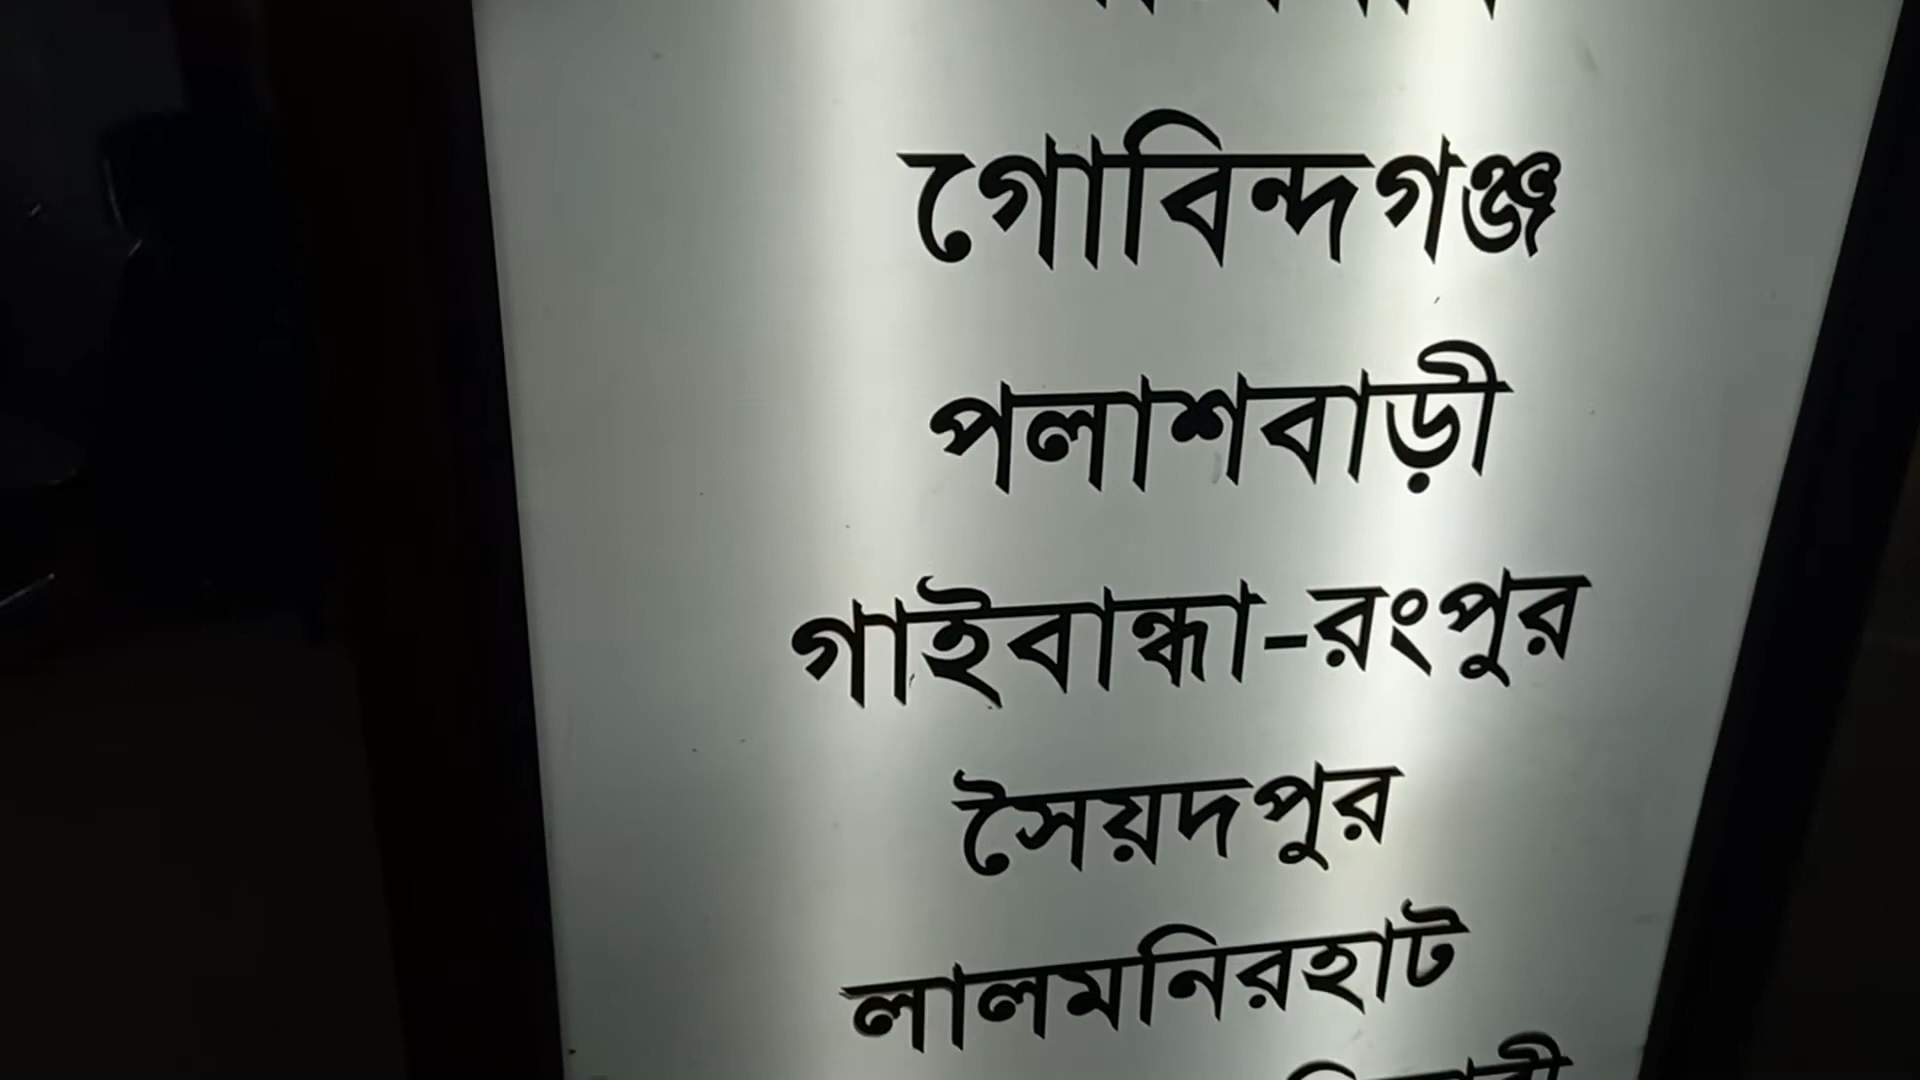 গোবিন্দগঞ্জ
পলাশবাড়ী
গাইবান্ধা-রংপুর
সৈয়দপুর
লালমনিরহাট